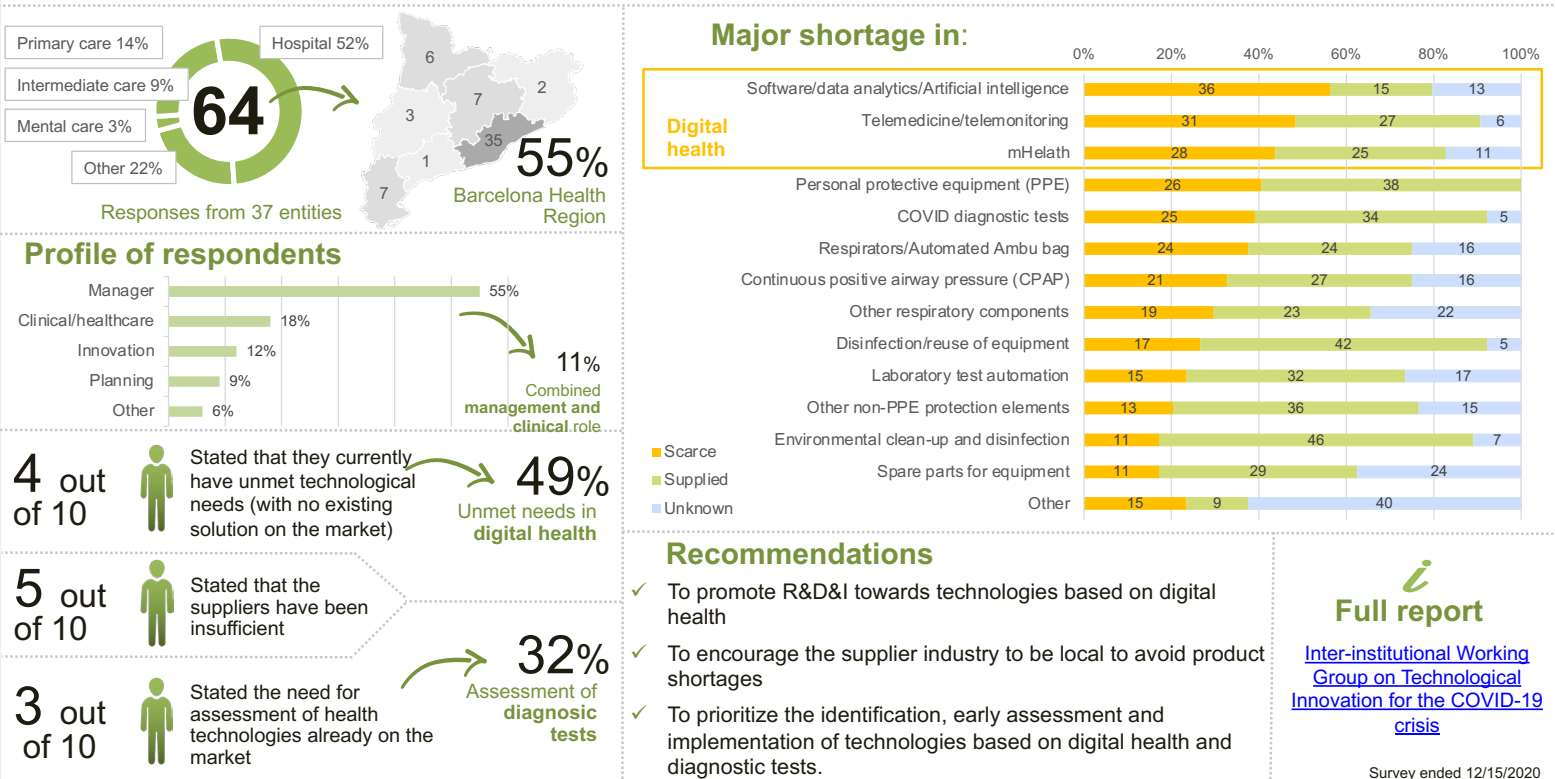 Primary care 14%
Hospital 52%
Intermediate care 9%
Mental care 3%
Other 22%
64
6
2
7
3
35
1
7
55%
Barcelona Health
Region
Responses from 37 entities
Profile of respondents
Manager 55%
Clinical/healthcare 18%
Innovation 12%
Planning 9%
Other 6%
11%
Combined
management and
clinical role
4 out
of 10
Stated that they currently
have unmet technological
needs (with no existing
solution on the market)
49%
Unmet needs in
digital health
5 out
of 10
Stated that the
suppliers have been
insufficient
3 out
of 10
Stated the need for
assessment of health
technologies already on the
market
32%
Assessment of
diagnostic
tests
Major shortage in:
0% 20% 40% 60% 80% 100%
Digital
health
Software/data analytics/Artificial intelligence 36 15 13
Telemedicine/telemonitoring 31 27 6
mHelath 28 25 11
Personal protective equipment (PPE) 26 38
COVID diagnostic tests 25 34 5
Respirators/Automated Ambu bag 24 24 16
Continuous positive airway pressure (CPAP) 21 27 16
Other respiratory components 19 23 22
Disinfection/reuse of equipment 17 42 5
Laboratory test automation 15 32 17
Other non-PPE protection elements 13 36 15
Environmental clean-up and disinfection 11 46 7
Spare parts for equipment 11 29 24
Other 15 9 40
Scarce
Supplied
Unknown
Recommendations
✓ To promote R&D&I towards technologies based on digital
health
✓ To encourage the supplier industry to be local to avoid product
shortages
✓ To prioritize the identification, early assessment and
implementation of technologies based on digital health and
diagnostic tests.
i
Full report
Inter-institutional Working
Group on Technological
Innovation for the COVID-19
crisis
Survey ended 12/15/2020